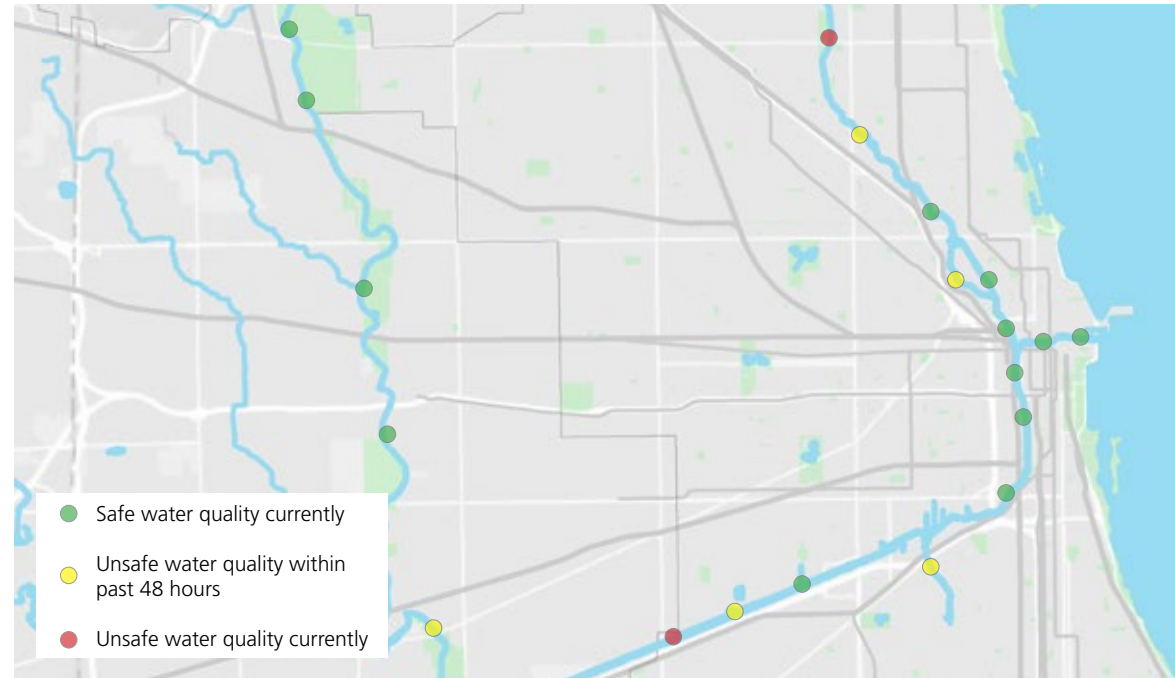 Safe water quality currently
Unsafe water quality within
past 48 hours
Unsafe water quality currently